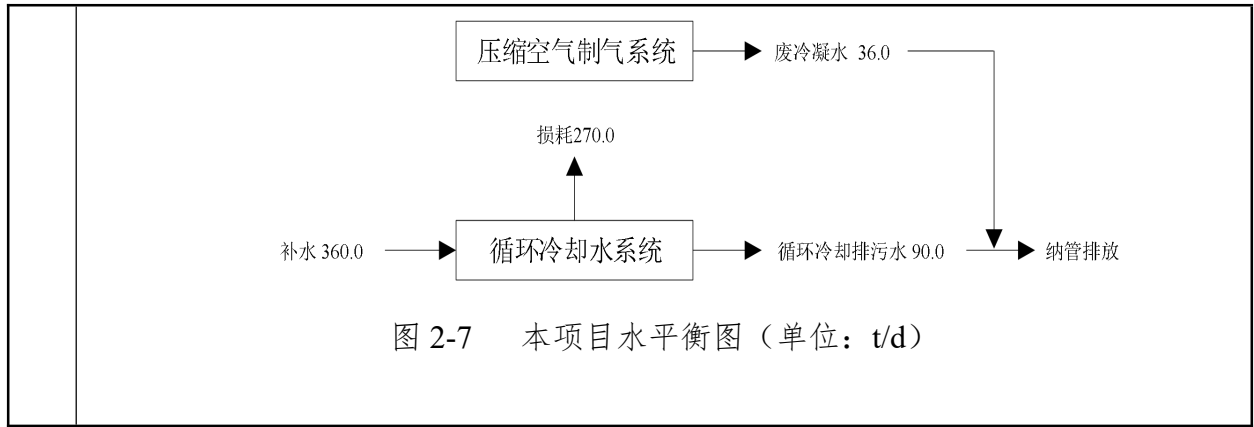 压缩空气制气系统
废冷凝水 36.0
损耗270.0
补水 360.0
循环冷却水系统
循环冷却排污水 90.0
纳管排放
图 2-7 本项目水平衡图（单位：t/d）